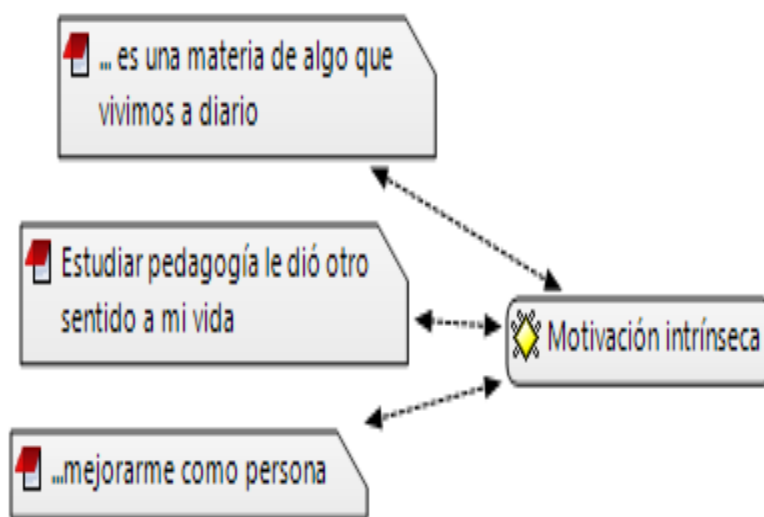 ... es una materia de algo que
vivimos a diario
Estudiar pedagogía le dió otro
sentido a mi vida
Motivación intrínseca
...mejorarme como persona